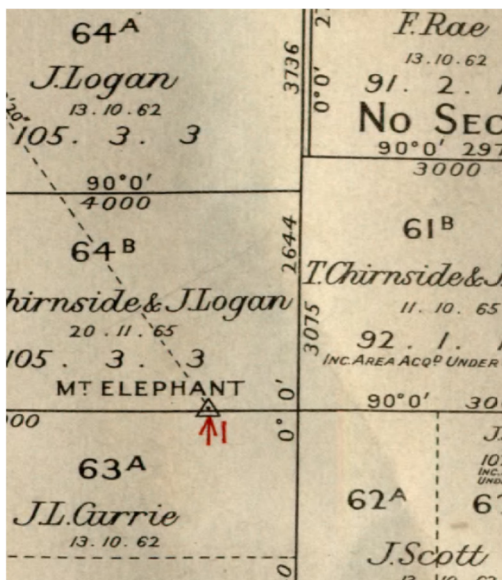 64ᴬ
J.Logan
13.10.62
105. 3. 3
90°0'
4000
3736
0°0'
F.Rae
13.10.62
91. 2.
NO SEC
90°0' 297
3000
64ᴮ
hirnside & J.Logan
20.11.65
105. 3. 3
MT ELEPHANT
2644
3075
0° 0'
61ᴮ
T.Chirnside & J.
11.10.65
92. 1.
INC. AREA ACQᴰ UNDER
90°0' 30
00
1
63ᴬ
J.L.Currie
13.10.62
62ᴬ
J.Scott